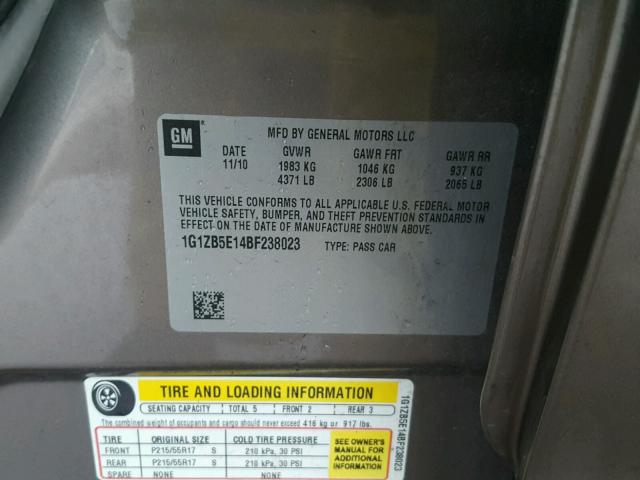 GM
MFD BY GENERAL MOTORS LLC
DATE GVWR GAWR FRT GAWR RR
11/10 1983 KG 1046 KG 937 KG
4371 LB 2306 LB 2065 LB
THIS VEHICLE CONFORMS TO ALL APPLICABLE U.S. FEDERAL MOTOR
VEHICLE SAFETY, BUMPER, AND THEFT PREVENTION STANDARDS IN
EFFECT ON THE DATE OF MANUFACTURE SHOWN ABOVE.
1G1ZB5E14BF238023 TYPE: PASS CAR
TIRE AND LOADING INFORMATION
SEATING CAPACITY TOTAL 5 FRONT 2 REAR 3
The combined weight of occupants and cargo should never exceed 416 kg or 917 lbs.
TIRE ORIGINAL SIZE COLD TIRE PRESSURE
FRONT P215/55R17 S 210 kPa, 30 PSI
REAR P215/55R17 S 210 kPa, 30 PSI
SPARE NONE NONE
SEE OWNER'S
MANUAL FOR
ADDITIONAL
INFORMATION
1G1ZB5E14BF238023